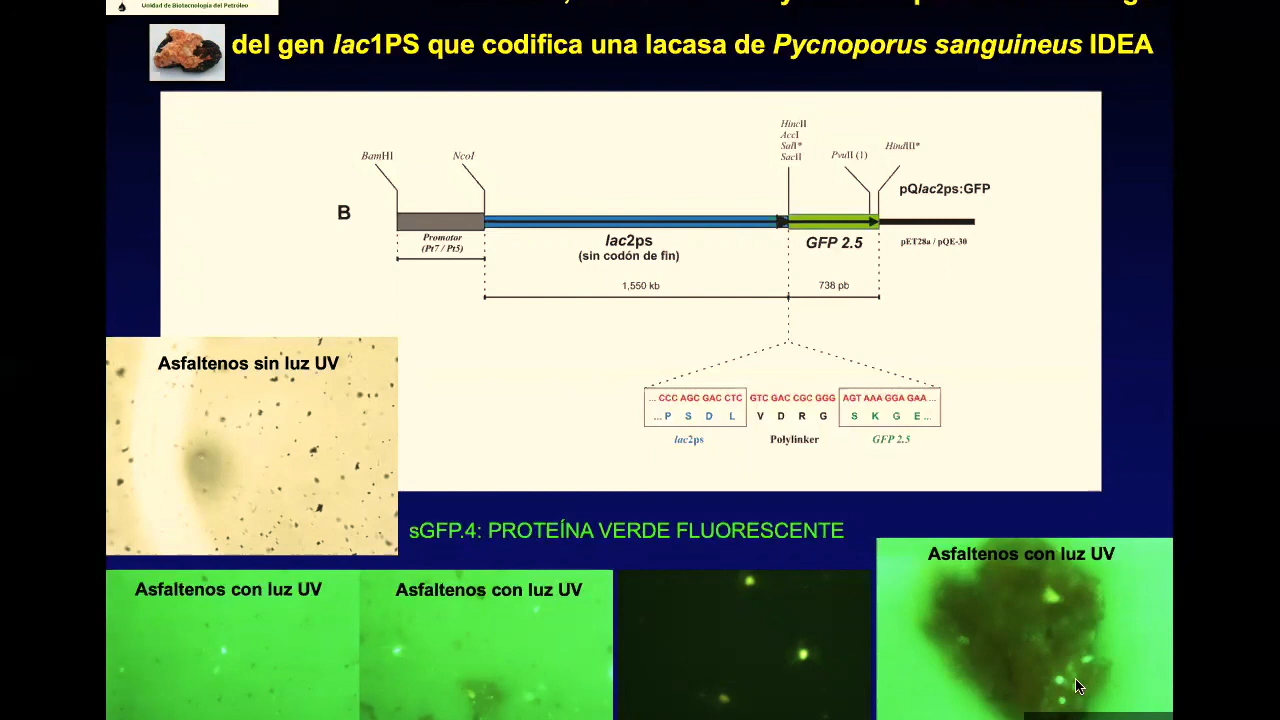 Unidad de Biotecnología del Petróleo
del gen lac1PS que codifica una lacasa de Pycnoporus sanguineus IDEA
HincII
AccI
SalI*
SacII
BamHI
NcoI
PvuII (1)
HindIII*
pQlac2ps:GFP
B
Promotor
(Pt7 / Pt5)
lac2ps
(sin codón de fin)
GFP 2.5
pET28a / pQE-30
1,550 kb
738 pb
Asfaltenos sin luz UV
... CCC AGC GAC CTC GTC GAC CGC GGG AGT AAA GGA GAA ...
... P S D L V D R G S K G E ...
lac2ps Polylinker GFP 2.5
sGFP.4: PROTEÍNA VERDE FLUORESCENTE
Asfaltenos con luz UV
Asfaltenos con luz UV
Asfaltenos con luz UV